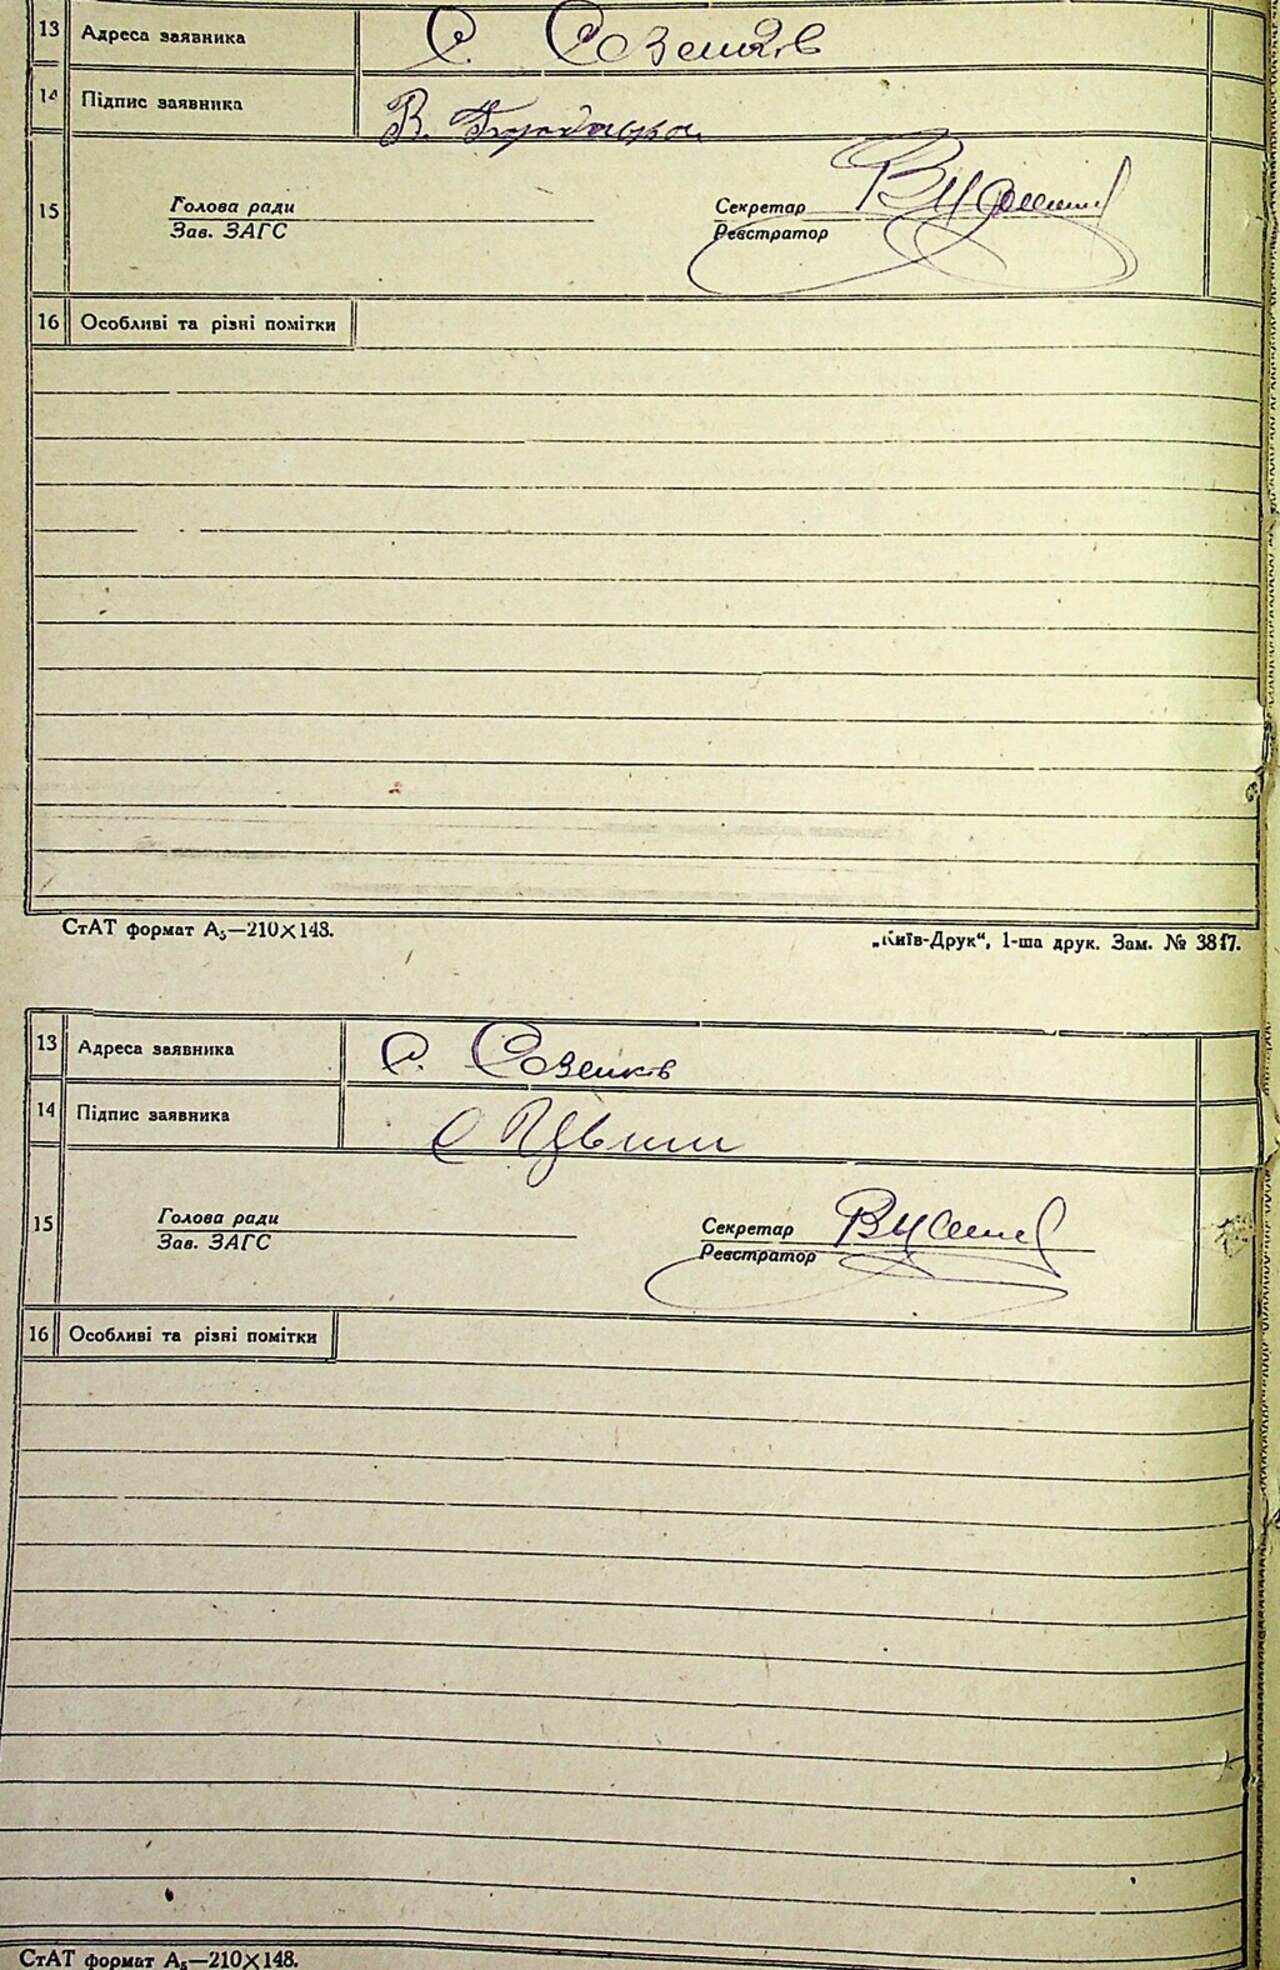 13 Адреса заявника С. Созенків
14 Підпис заявника В.
15 Голова ради Секретар
Зав. ЗАГС Реєстратор
16 Особливі та різні помітки
СтАТ формат А₅—210×148. „Київ-Друк“, 1-ша друк. Зам. № 3817.
13 Адреса заявника С. Созенків
14 Підпис заявника
15 Голова ради Секретар
Зав. ЗАГС Реєстратор
16 Особливі та різні помітки
СтАТ формат А₅—210×148.